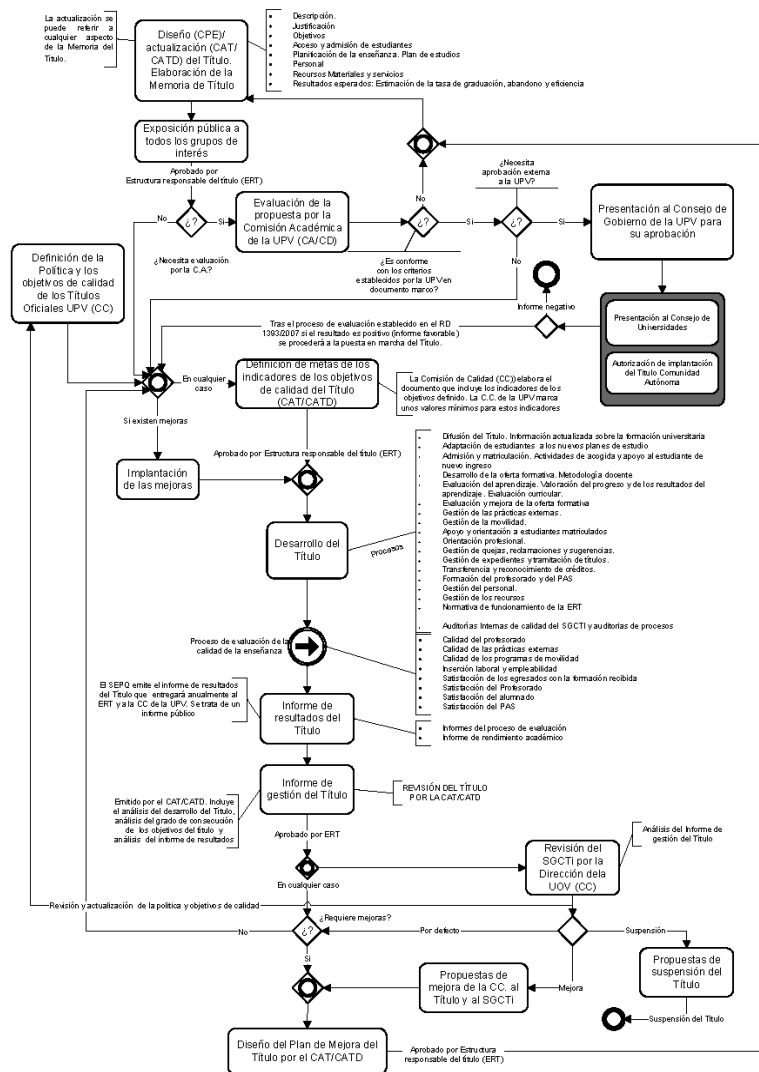 La actualización se
puede referir a
cualquier aspecto
de la Memoria del
Título.
Diseño (CPE)/
actualización (CAT/
CATD) del Título.
Elaboración de la
Memoria de Título
Descripción.
Justificación
Objetivos
Acceso y admisión de estudiantes
Planificación de la enseñanza. Plan de estudios
Personal
Recursos Materiales y servicios
Resultados esperados: Estimación de la tasa de graduación, abandono y eficiencia
Exposición pública a
todos los grupos de
interés
Aprobado por
Estructura responsable del título (ERT)
No
¿?
Si
¿Necesita evaluación
por la C.A?
Evaluación de la
propuesta por la
Comisión Académica
de la UPV (CA/CD)
No
¿?
Si
¿Es conforme
con los criterios
establecidos por la
UPV en
documento marco?
¿Necesita
aprobación externa
a la UPV?
¿?
Si
No
Presentación al Consejo de
Gobierno de la UPV para
su aprobación
Definición de la
Política y los
objetivos de calidad
de los Títulos
Oficiales UPV (CC)
Informe negativo
Presentación al Consejo de
Universidades
Autorización de implantación
del Título Comunidad
Autónoma
Tras el proceso de evaluación establecido en el RD
1393/2007 si el resultado es positivo (informe favorable)
se procederá a la puesta en marcha del Título.
En cualquier
caso
Definición de metas de los
indicadores de los objetivos
de calidad del Título
(CAT/CATD)
La Comisión de Calidad (CC)) elabora el
documento que incluye los indicadores de los
objetivos definido. La C.C. de la UPV marca
unos valores mínimos para estos indicadores
Si existen mejoras
Implantación
de las mejoras
Aprobado por Estructura responsable del título (ERT)
Desarrollo del
Título
Procesos
Difusión del Título. Información actualizada sobre la formación universitaria
Adaptación de estudiantes a los nuevos planes de estudio
Admisión y matriculación. Actividades de acogida y apoyo al estudiante de
nuevo ingreso
Desarrollo de la oferta formativa. Metodología docente
Evaluación del aprendizaje. Valoración del progreso y de los resultados del
aprendizaje. Evaluación curricular.
Evaluación y mejora de la oferta formativa
Gestión de las prácticas externas.
Gestión de la movilidad.
Apoyo y orientación a estudiantes matriculados
Orientación profesional.
Gestión de quejas, reclamaciones y sugerencias.
Gestión de expedientes y tramitación de títulos.
Transferencia y reconocimiento de créditos.
Formación del profesorado y del PAS
Gestión del personal.
Gestión de los recursos
Normativa de funcionamiento de la ERT
Auditorías Internas de calidad del SGCTI y auditorias de procesos
Proceso de evaluación de la
calidad de la enseñanza
Calidad del profesorado
Calidad de las prácticas externas
Calidad de los programas de movilidad
Inserción laboral y empleabilidad
Satisfacción de los egresados con la formación recibida
Satisfacción del Profesorado
Satisfacción del alumnado
Satisfacción del PAS
El SEPQ emite el informe de resultados
del Título que entregará anualmente al
ERT y a la CC de la UPV. Se trata de un
informe público
Informe de
resultados del
Título
Informes del proceso de evaluación
Informe de rendimiento académico
Emitido por el CAT/CATD. Incluye
el análisis del desarrollo del Título,
análisis del grado de consecución
de los objetivos del título y
análisis del informe de resultados
Informe de
gestión del Título
REVISIÓN DEL TÍTULO
POR LA CAT/CATD
Aprobado por ERT
En cualquier caso
Revisión del
SGCTi por la
Dirección dela
UOV (CC)
Análisis del Informe de
gestión del Título
Revisión y actualización de la politica y objetivos de calidad
¿Requiere mejoras?
No
¿?
Por defecto
Suspensión
Si
Mejora
Propuestas de
mejora de la CC. al
Título y al SGCTi
Propuestas de
suspensión del
Título
Suspensión del Título
Diseño del Plan de Mejora del
Título por el CAT/CATD
Aprobado por Estructura
responsable del título (ERT)